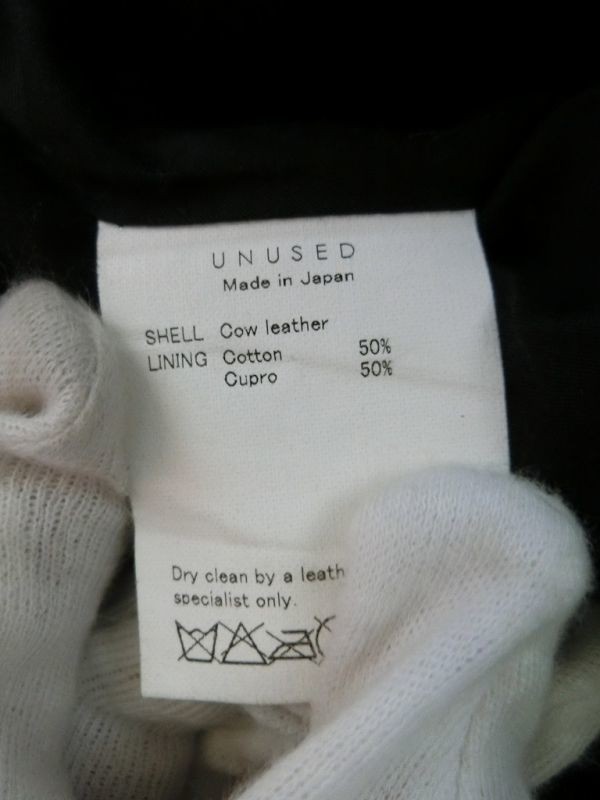 UNUSED
Made in Japan
SHELL Cow leather
LINING Cotton 50%
Cupro 50%
Dry clean by a leath
specialist only.